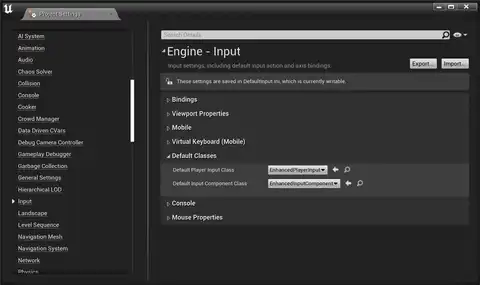 Project Settings
Search Details
AI System
Animation
Audio
Chaos Solver
Collision
Console
Cooker
Crowd Manager
Data Driven CVars
Debug Camera Controller
Gameplay Debugger
Garbage Collection
General Settings
Hierarchical LOD
Input
Landscape
Level Sequence
Navigation Mesh
Navigation System
Network
Physics
Engine - Input
Input settings, including default input action and axis bindings.
Export...
Import...
These settings are saved in DefaultInput.ini, which is currently writable.
Bindings
Viewport Properties
Mobile
Virtual Keyboard (Mobile)
Default Classes
Default Player Input Class EnhancedPlayerInput
Default Input Component Class EnhancedInputComponent
Console
Mouse Properties